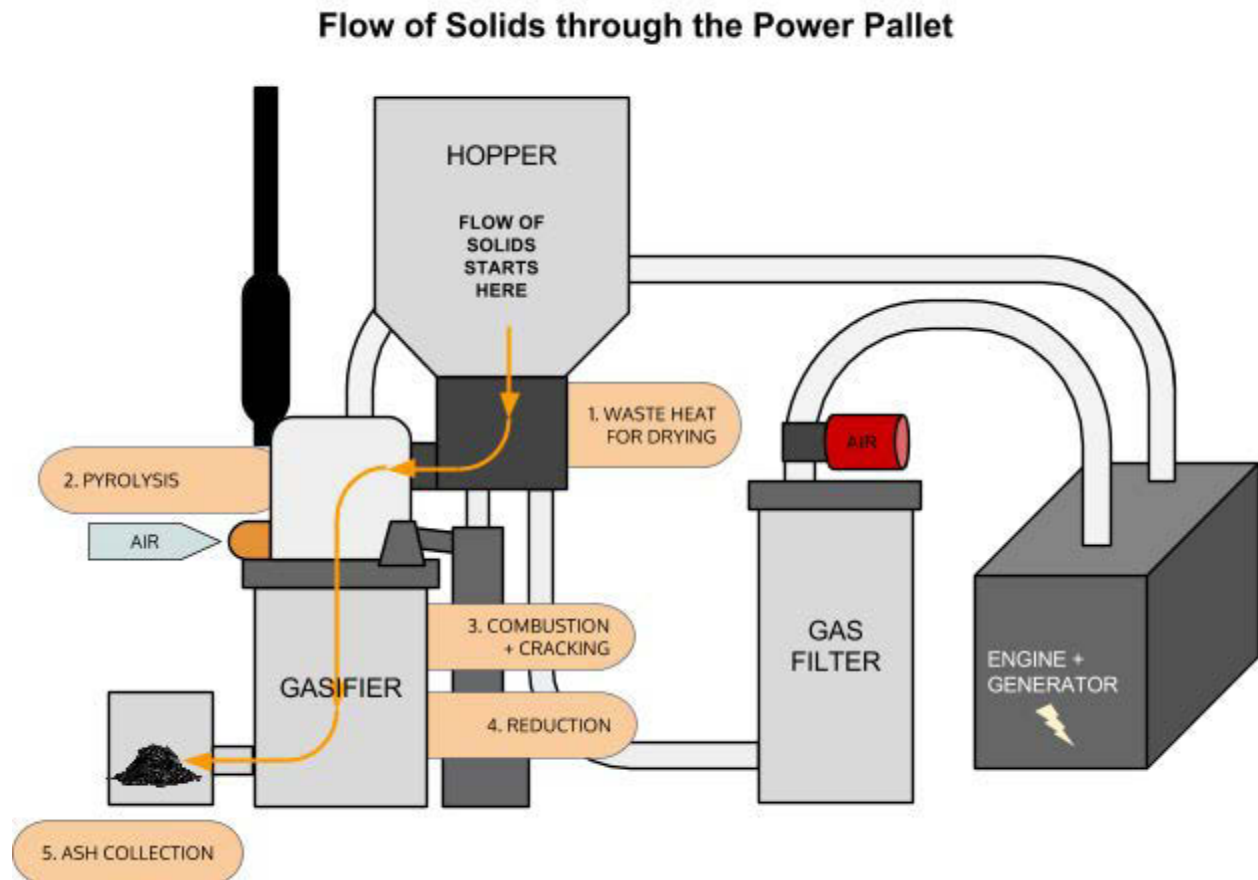 Flow of Solids through the Power Pallet
HOPPER
FLOW OF
SOLIDS
STARTS
HERE
1. WASTE HEAT
FOR DRYING
AIR
2. PYROLYSIS
AIR
3. COMBUSTION
+ CRACKING
GAS
FILTER
ENGINE +
GENERATOR
GASIFIER
4. REDUCTION
5. ASH COLLECTION